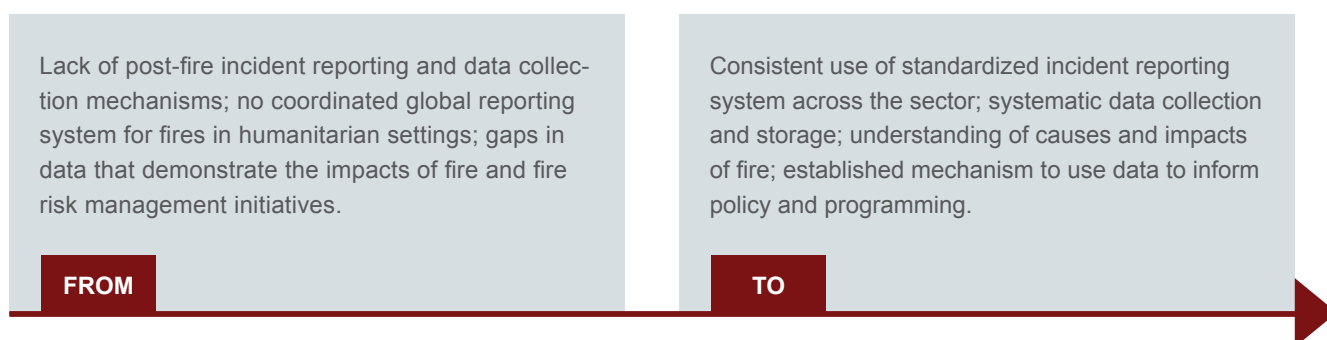 Lack of post-fire incident reporting and data collec-
tion mechanisms; no coordinated global reporting
system for fires in humanitarian settings; gaps in
data that demonstrate the impacts of fire and fire
risk management initiatives.
FROM
Consistent use of standardized incident reporting
system across the sector; systematic data collection
and storage; understanding of causes and impacts
of fire; established mechanism to use data to inform
policy and programming.
TO